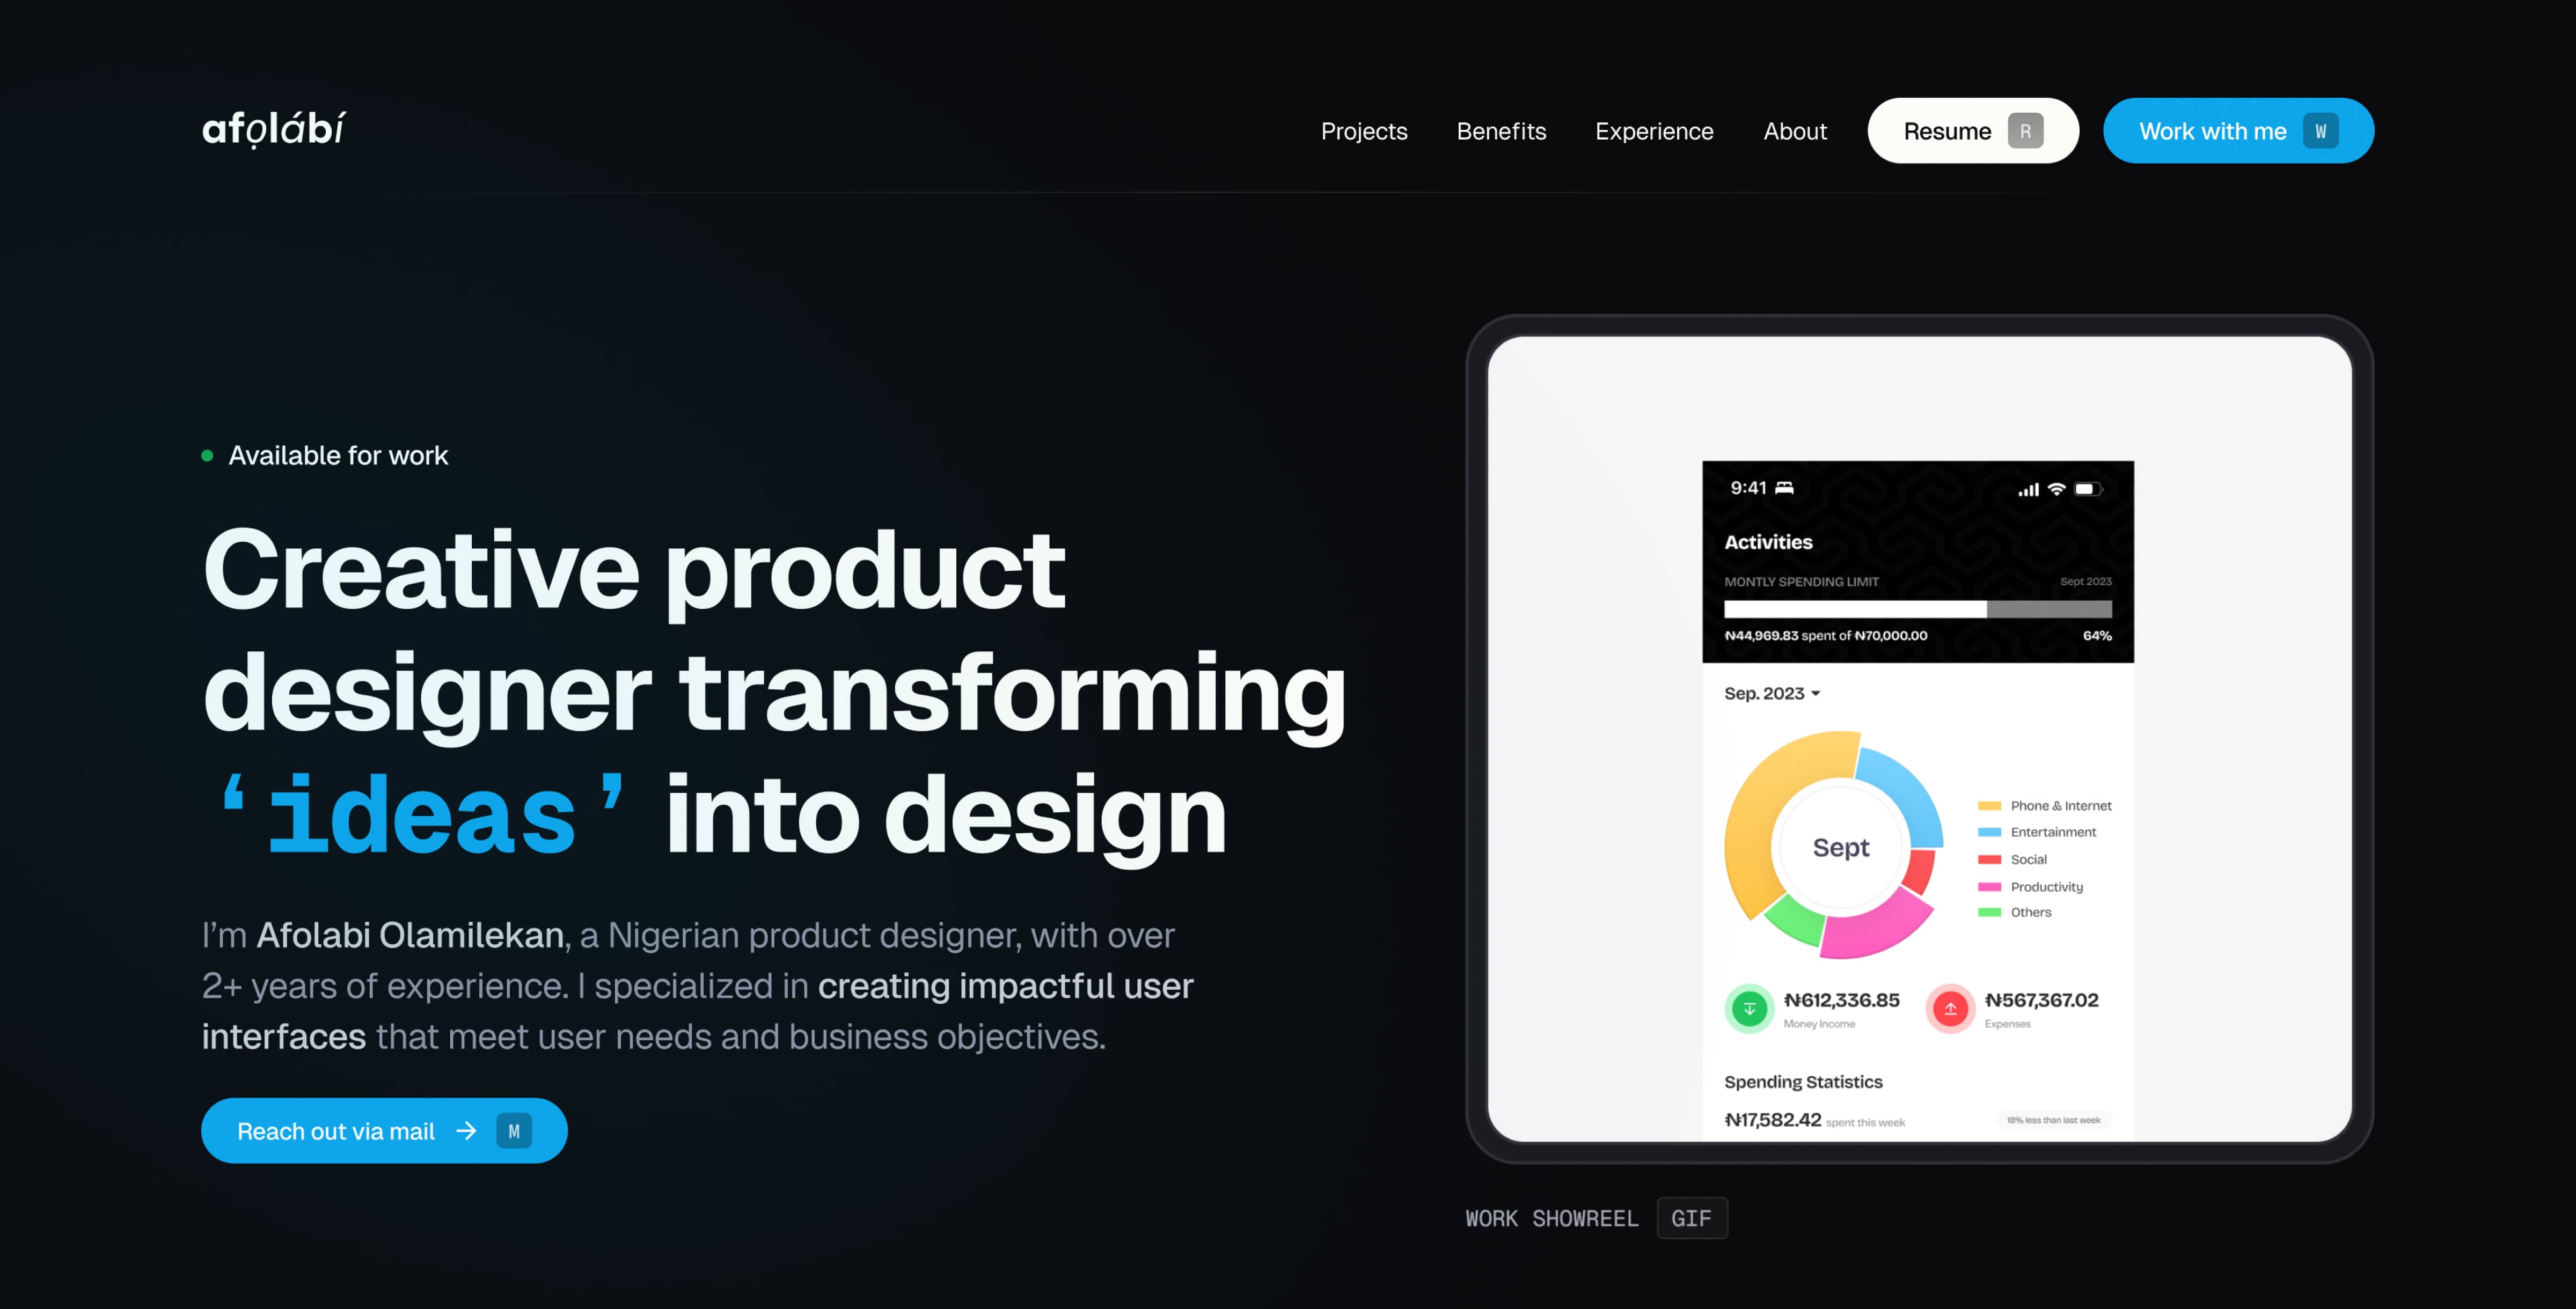 afọlábí
Projects Benefits Experience About Resume R Work with me W
Available for work
Creative product
designer transforming
‘ideas’ into design
I’m Afolabi Olamilekan, a Nigerian product designer, with over
2+ years of experience. I specialized in creating impactful user
interfaces that meet user needs and business objectives.
Reach out via mail → M
9:41
Activities
MONTLY SPENDING LIMIT Sept 2023
₦44,969.83 spent of ₦70,000.00 64%
Sep. 2023
Sept
Phone & Internet
Entertainment
Social
Productivity
Others
₦612,336.85 ₦567,367.02
Money Income Expenses
Spending Statistics
₦17,582.42 spent this week 18% less than last week
WORK SHOWREEL GIF